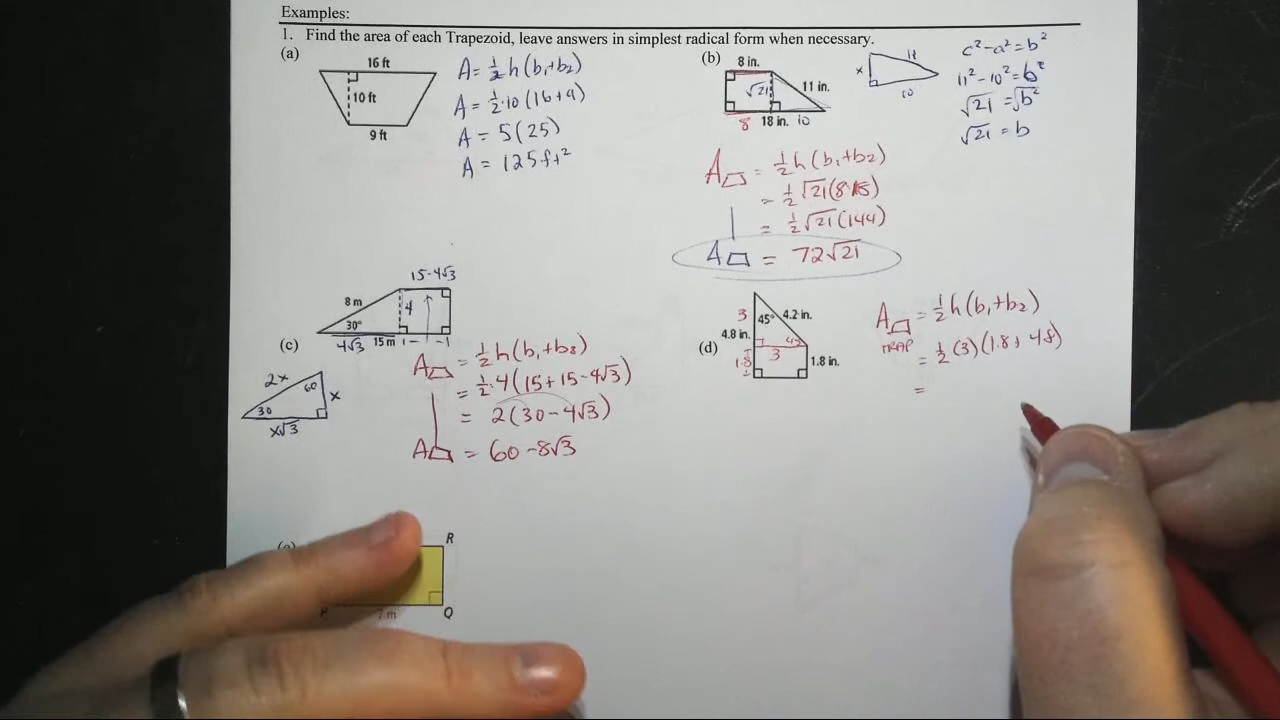 Examples:
1. Find the area of each Trapezoid, leave answers in simplest radical form when necessary.
(a)
16 ft
10 ft
9 ft
A = ½ h (b₁+b₂)
A = ½·10 (16+9)
A = 5(25)
A = 125ft²
(b)
8 in.
√21
11 in.
8 18 in. 10
x
11
10
c²-a²=b²
11²-10²=b²
√21 = √b²
√21 = b
A = ½ h (b₁+b₂)
= ½ √21 (8·18)
= ½ √21 (144)
A = 72√21
(c)
15-4√3
8 m
4
30°
4√3 15 m
2x
60
x
30
x√3
A = ½ h (b₁+b₂)
= ½·4 (15+15-4√3)
= 2(30-4√3)
A = 60-8√3
(d)
3
45° 4.2 in.
4.8 in.
45
3
1.8
1.8 in.
A = ½ h (b₁+b₂)
TRAP
= ½ (3)(1.8+4.8)
=
R
7 m
Q